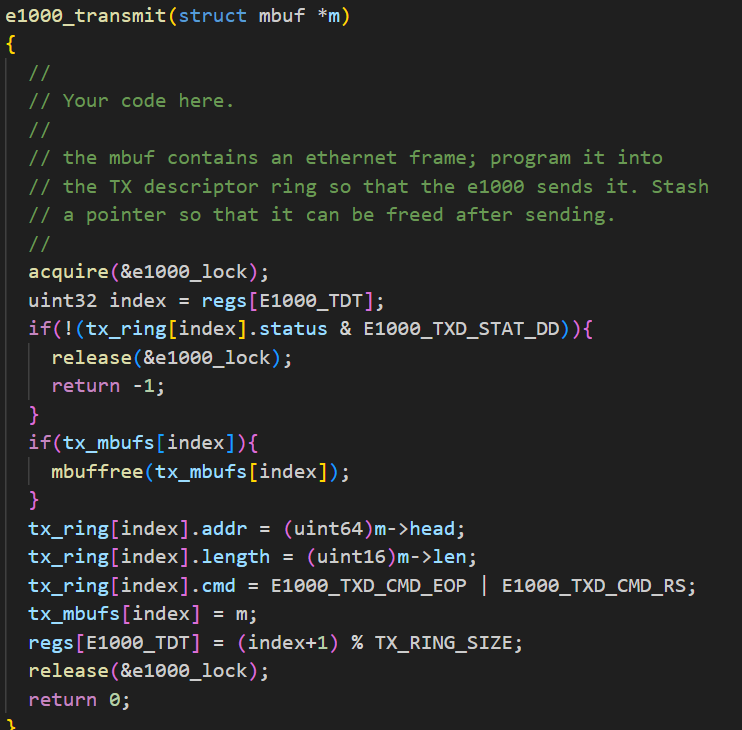 e1000_transmit(struct mbuf *m)
{
  //
  // Your code here.
  //
  // the mbuf contains an ethernet frame; program it into
  // the TX descriptor ring so that the e1000 sends it. Stash
  // a pointer so that it can be freed after sending.
  //
  acquire(&e1000_lock);
  uint32 index = regs[E1000_TDT];
  if(!(tx_ring[index].status & E1000_TXD_STAT_DD)){
    release(&e1000_lock);
    return -1;
  }
  if(tx_mbufs[index]){
    mbuffree(tx_mbufs[index]);
  }
  tx_ring[index].addr = (uint64)m->head;
  tx_ring[index].length = (uint16)m->len;
  tx_ring[index].cmd = E1000_TXD_CMD_EOP | E1000_TXD_CMD_RS;
  tx_mbufs[index] = m;
  regs[E1000_TDT] = (index+1) % TX_RING_SIZE;
  release(&e1000_lock);
  return 0;
}